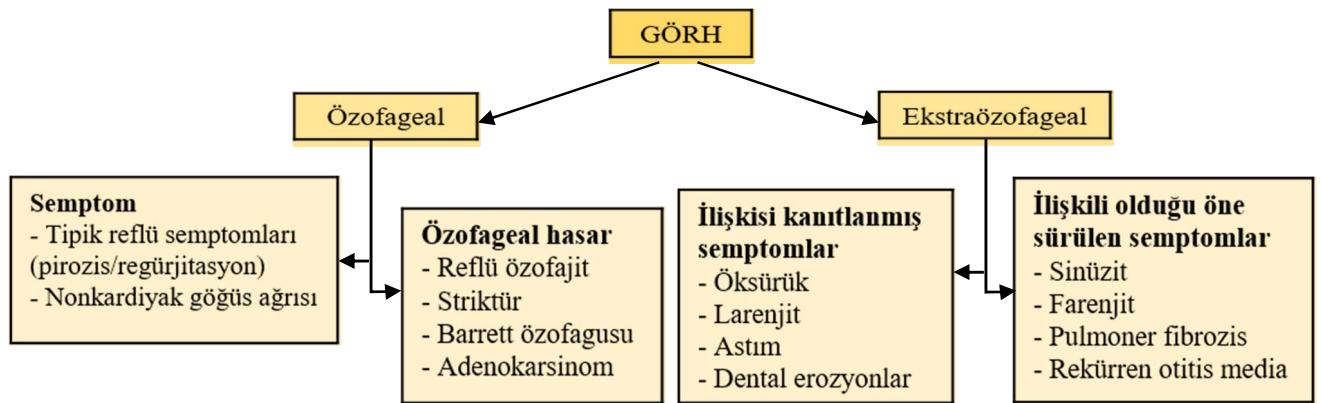 GÖRH
Özofageal
Ekstraözofageal
Semptom
- Tipik reflü semptomları
(pirozis/regürjitasyon)
- Nonkardiyak göğüs ağrısı
Özofageal hasar
- Reflü özofajit
- Striktür
- Barrett özofagusu
- Adenokarsinom
İlişkisi kanıtlanmış
semptomlar
- Öksürük
- Larenjit
- Astım
- Dental erozyonlar
İlişkili olduğu öne
sürülen semptomlar
- Sinüzit
- Farenjit
- Pulmoner fibrozis
- Rekürren otitis media